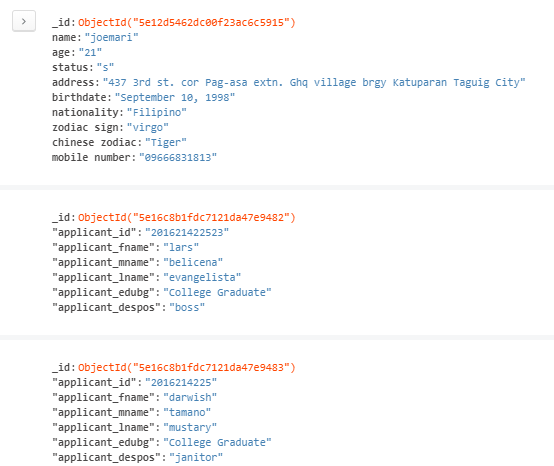 _id:ObjectId("5e12d5462dc00f23ac6c5915")
name:"joemari"
age:"21"
status:"s"
address:"437 3rd st. cor Pag-asa extn. Ghq village brgy Katuparan Taguig City"
birthdate:"September 10, 1998"
nationality:"Filipino"
zodiac sign:"virgo"
chinese zodiac:"Tiger"
mobile number:"09666831813"
_id:ObjectId("5e16c8b1fdc7121da47e9482")
"applicant_id":"201621422523"
"applicant_fname":"lars"
"applicant_mname":"belicena"
"applicant_lname":"evangelista"
"applicant_edubg":"College Graduate"
"applicant_despos":"boss"
_id:ObjectId("5e16c8b1fdc7121da47e9483")
"applicant_id":"2016214225"
"applicant_fname":"darwish"
"applicant_mname":"tamano"
"applicant_lname":"mustary"
"applicant_edubg":"College Graduate"
"applicant_despos":"janitor"